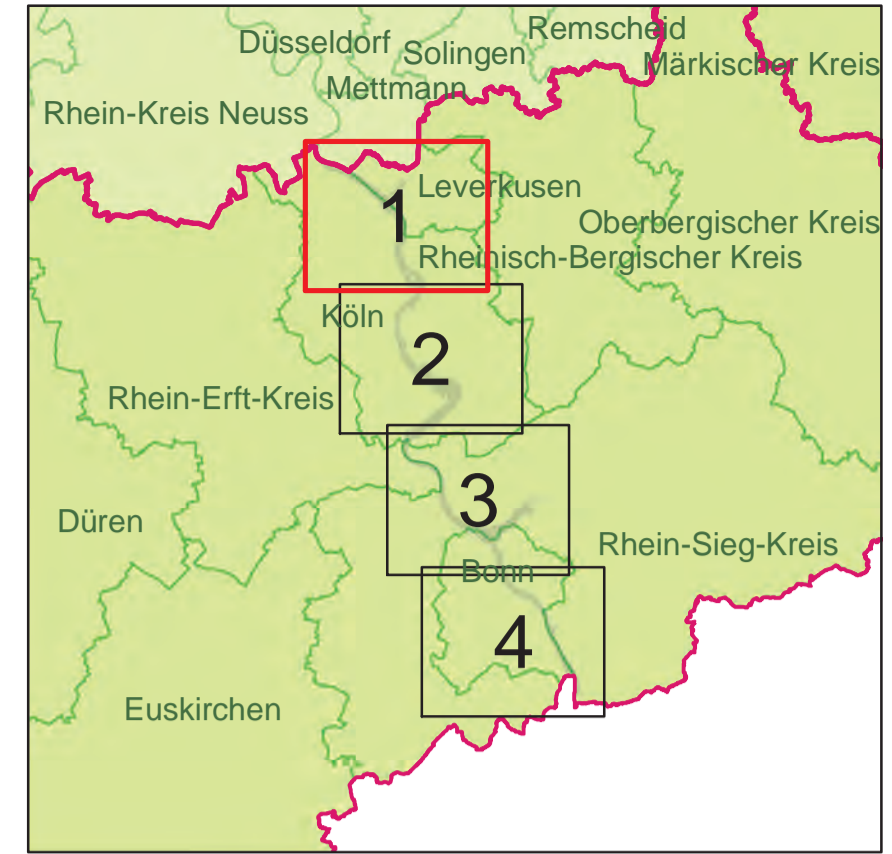 Remscheid
Düsseldorf
Solingen
Märkischer Kreis
Mettmann
Rhein-Kreis Neuss
Leverkusen
1
Oberbergischer Kreis
Rheinisch-Bergischer Kreis
Köln
2
Rhein-Erft-Kreis
3
Düren
Rhein-Sieg-Kreis
Bonn
4
Euskirchen